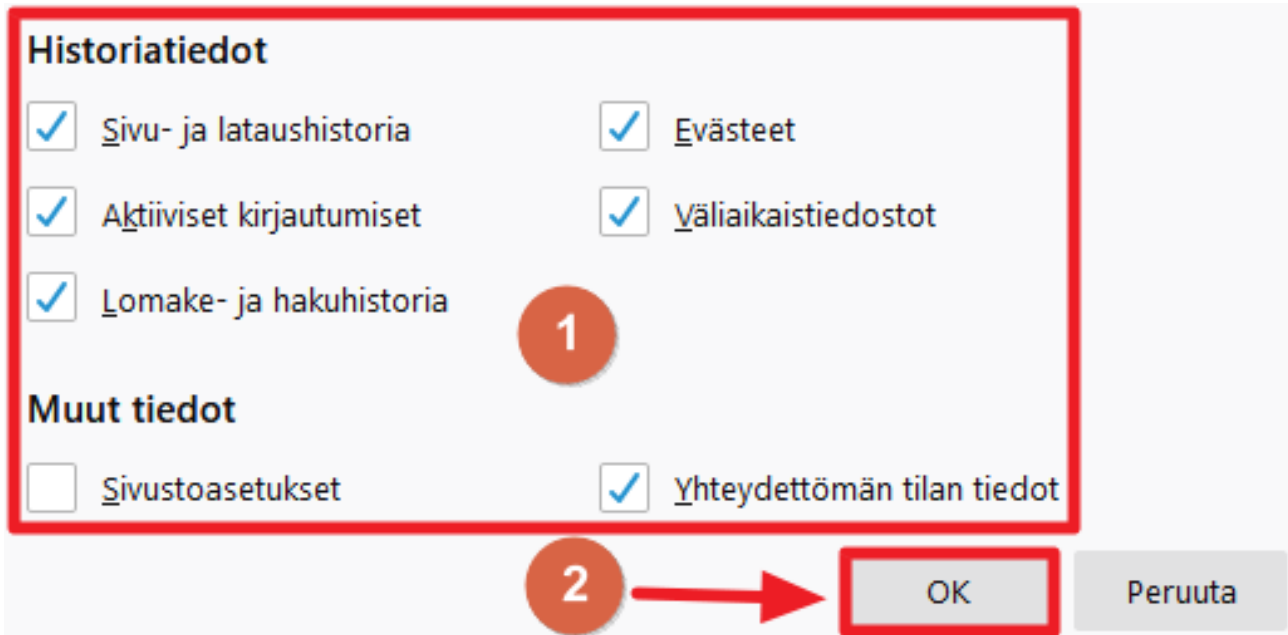 Historiatiedot
Sivu- ja lataushistoria
Evästeet
Aktiiviset kirjautumiset
Väliaikaistiedostot
Lomake- ja hakuhistoria
1
Muut tiedot
Sivustoasetukset
Yhteydettömän tilan tiedot
2
OK
Peruuta